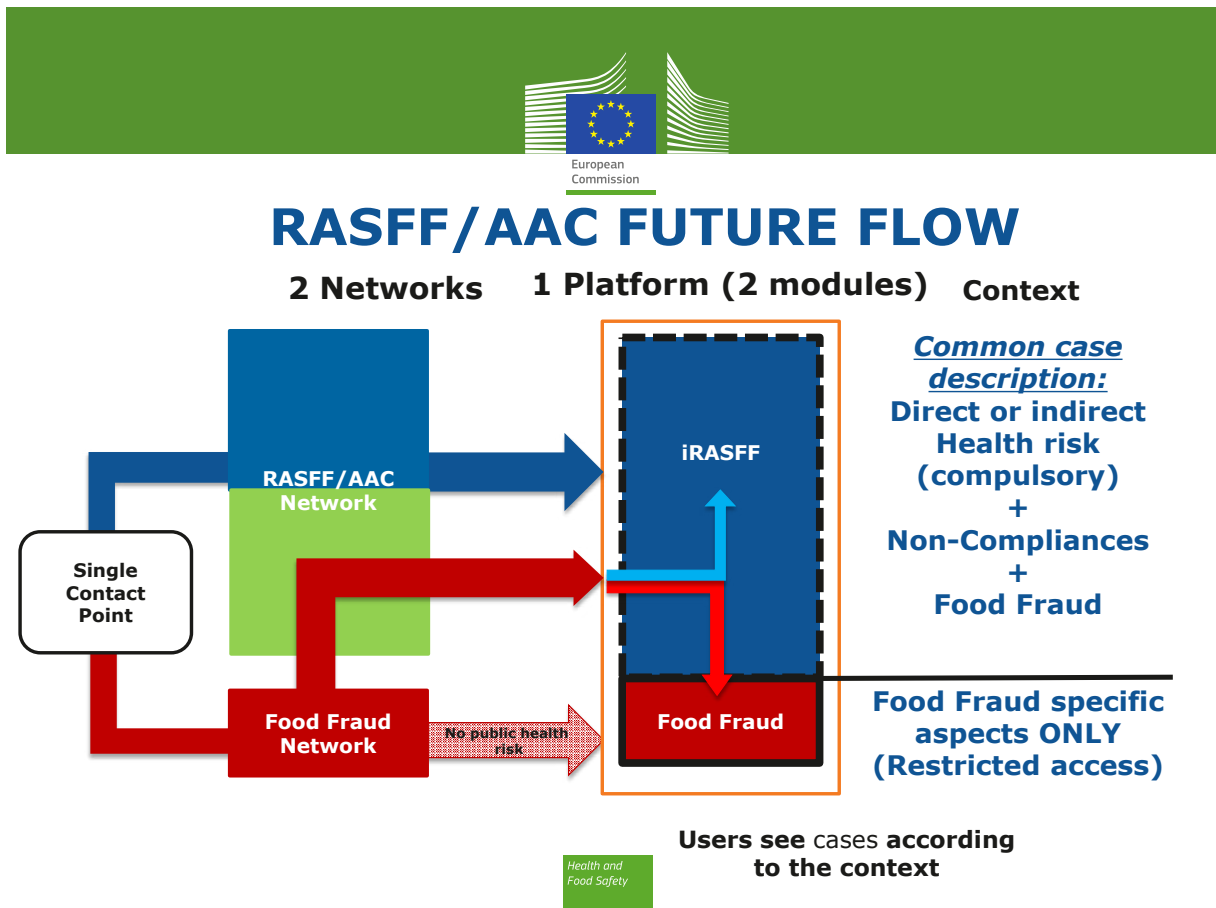 European
Commission
RASFF/AAC FUTURE FLOW
2 Networks
1 Platform (2 modules)
Context
Common case
description:
Direct or indirect
Health risk
(compulsory)
+
Non-Compliances
+
Food Fraud
iRASFF
RASFF/AAC
Network
Single
Contact
Point
Food Fraud
Network
No public health
risk
Food Fraud
Food Fraud specific
aspects ONLY
(Restricted access)
Users see cases according
to the context
Health and
Food Safety